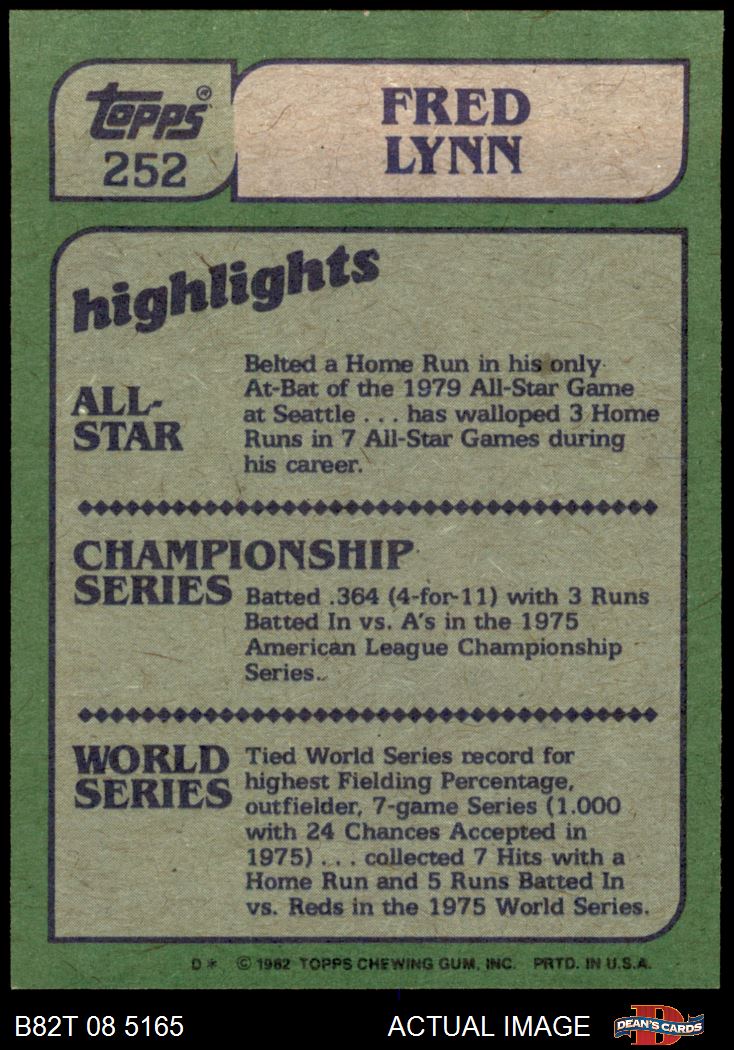 topps®
252
FRED
LYNN
highlights
ALL-
STAR
Belted a Home Run in his only
At-Bat of the 1979 All-Star Game
at Seattle . . . has walloped 3 Home
Runs in 7 All-Star Games during
his career.
CHAMPIONSHIP
SERIES
Batted .364 (4-for-11) with 3 Runs
Batted In vs. A's in the 1975
American League Championship
Series.
WORLD
SERIES
Tied World Series record for
highest Fielding Percentage,
outfielder, 7-game Series (1.000
with 24 Chances Accepted in
1975) . . . collected 7 Hits with a
Home Run and 5 Runs Batted In
vs. Reds in the 1975 World Series.
D* © 1982 TOPPS CHEWING GUM, INC. PRTD. IN U.S.A.
B82T 08 5165
ACTUAL IMAGE
D
DEAN'S CARDS